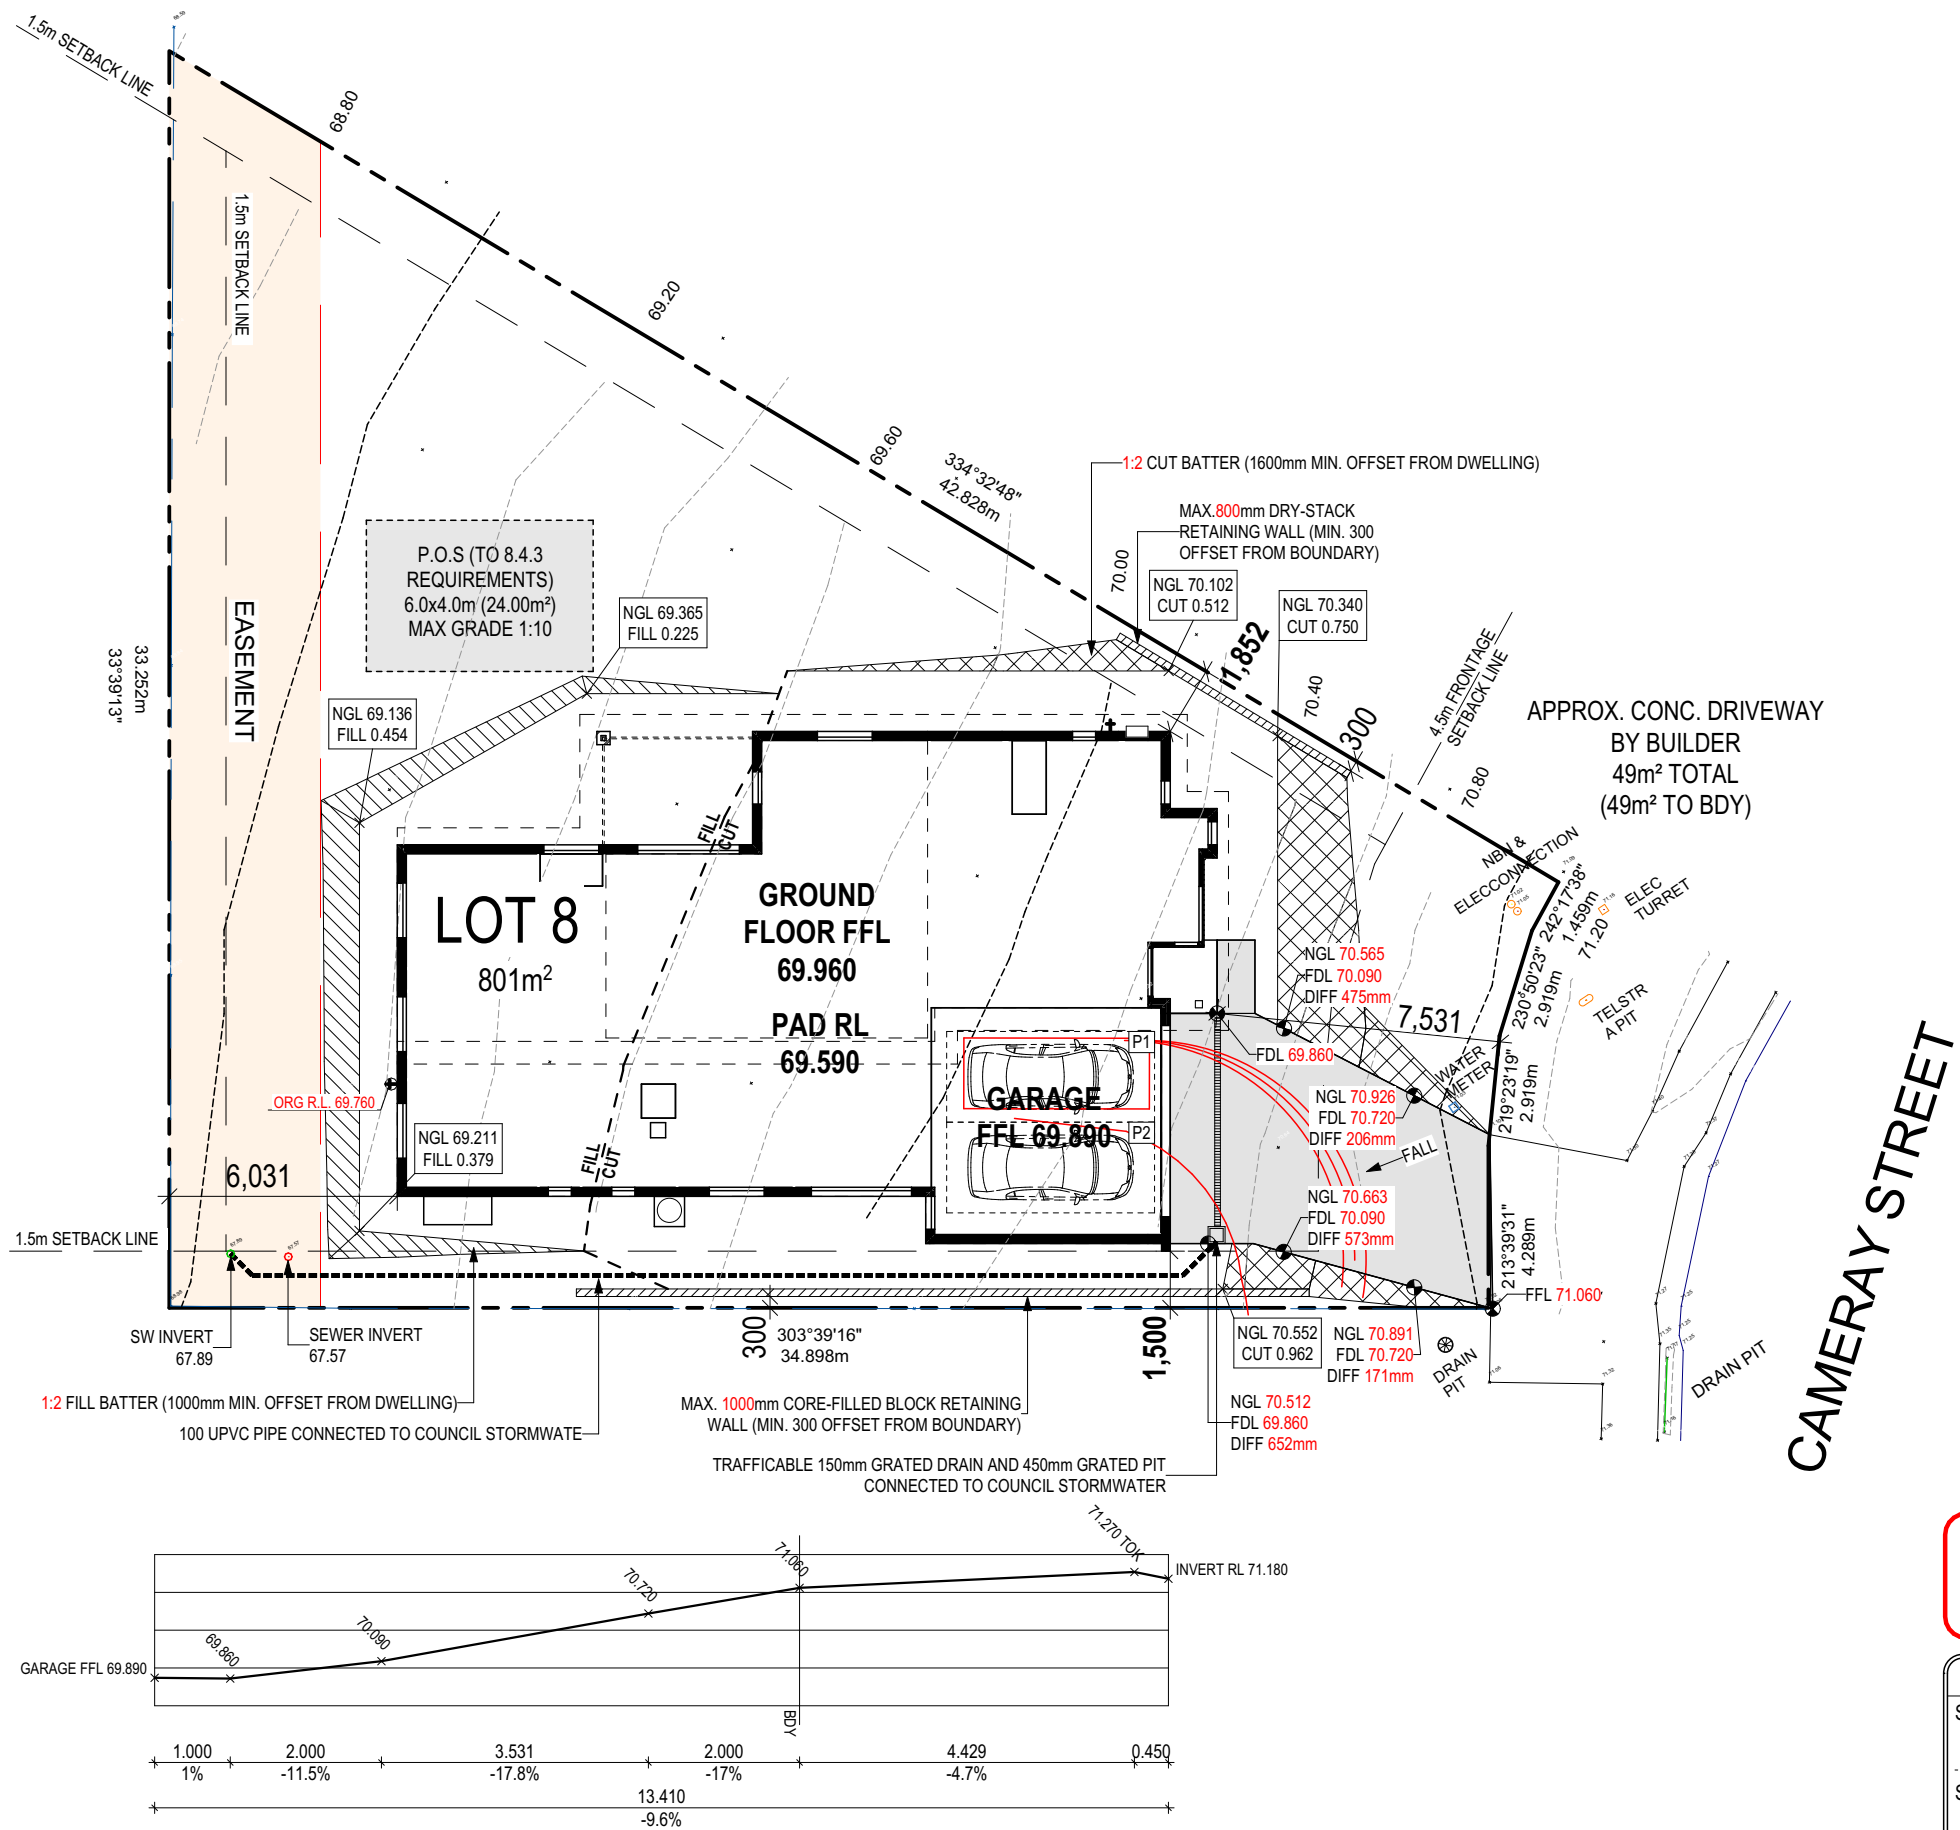 1.5m SETBACK LINE
68.80
1.5m SETBACK LINE
69.20
69.60
334°32'48"
42.828m
1:2 CUT BATTER (1600mm MIN. OFFSET FROM DWELLING)
MAX.800mm DRY-STACK
RETAINING WALL (MIN. 300
OFFSET FROM BOUNDARY)
70.00
NGL 70.102
CUT 0.512
NGL 70.340
CUT 0.750
P.O.S (TO 8.4.3
REQUIREMENTS)
6.0x4.0m (24.00m²)
MAX GRADE 1:10
NGL 69.365
FILL 0.225
EASEMENT
33.252m
33°39'13"
NGL 69.136
FILL 0.454
1,852
70.40
300
4.5m FRONTAGE
SETBACK LINE
70.80
APPROX. CONC. DRIVEWAY
BY BUILDER
49m² TOTAL
(49m² TO BDY)
NBN &
ELECCONNECTION
ELEC
TURRET
242°17'38"
1.459m
71.20
230°50'23"
2.919m
TELSTR
A PIT
FILL
CUT
LOT 8
801m²
GROUND
FLOOR FFL
69.960
PAD RL
69.590
NGL 70.565
FDL 70.090
DIFF 475mm
7,531
FDL 69.860
WATER
METER
219°23'19"
2.919m
P1
GARAGE
FFL 69.890
P2
ORG R.L. 69.760
NGL 70.926
FDL 70.720
DIFF 206mm
FALL
NGL 69.211
FILL 0.379
FILL
CUT
6,031
NGL 70.663
FDL 70.090
DIFF 573mm
213°39'31"
4.289m
FFL 71.060
CAMERAY STREET
1.5m SETBACK LINE
SW INVERT
67.89
SEWER INVERT
67.57
300
303°39'16"
34.898m
1,500
NGL 70.552
CUT 0.962
NGL 70.891
FDL 70.720
DIFF 171mm
DRAIN
PIT
DRAIN PIT
1:2 FILL BATTER (1000mm MIN. OFFSET FROM DWELLING)
100 UPVC PIPE CONNECTED TO COUNCIL STORMWATE
MAX. 1000mm CORE-FILLED BLOCK RETAINING
WALL (MIN. 300 OFFSET FROM BOUNDARY)
NGL 70.512
FDL 69.860
DIFF 652mm
TRAFFICABLE 150mm GRATED DRAIN AND 450mm GRATED PIT
CONNECTED TO COUNCIL STORMWATER
GARAGE FFL 69.890
69.860
70.090
70.720
71.060
71.270 TOK
INVERT RL 71.180
BDY
1.000
2.000
3.531
2.000
4.429
0.450
1%
-11.5%
-17.8%
-17%
-4.7%
13.410
-9.6%